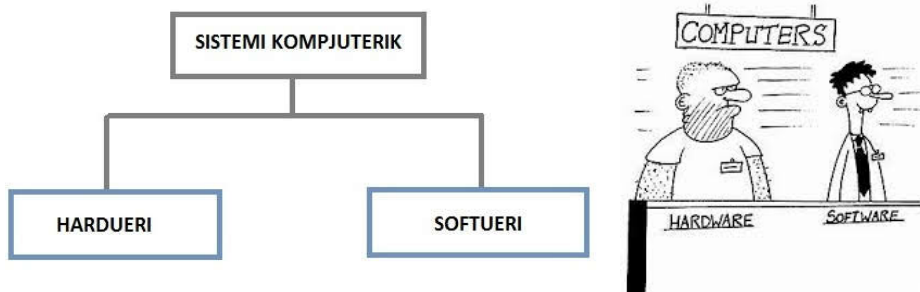 SISTEMI KOMPJUTERIK
HARDUERI
SOFTUERI
COMPUTERS
HARDWARE
SOFTWARE